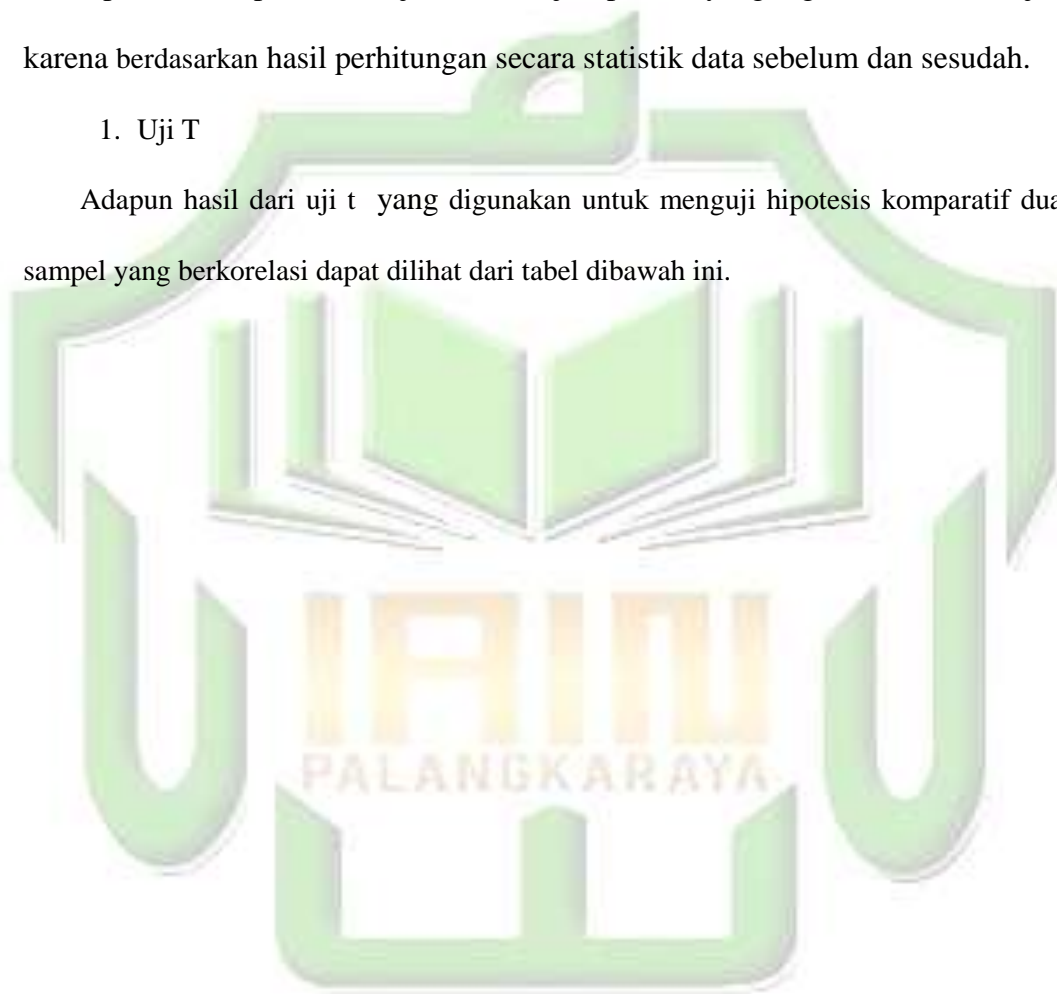 karena berdasarkan hasil perhitungan secara statistik data sebelum dan sesudah.
1. Uji T
Adapun hasil dari uji t yang digunakan untuk menguji hipotesis komparatif dua
sampel yang berkorelasi dapat dilihat dari tabel dibawah ini.
IAIN
PALANGKARAYA